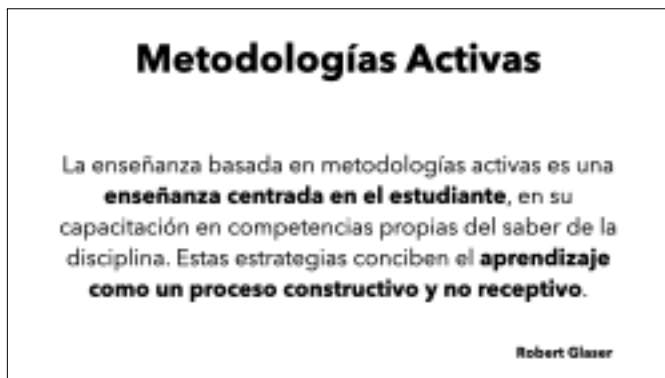 Metodologías Activas
La enseñanza basada en metodologías activas es una
enseñanza centrada en el estudiante, en su
capacitación en competencias propias del saber de la
disciplina. Estas estrategias conciben el aprendizaje
como un proceso constructivo y no receptivo.
Robert Glaser